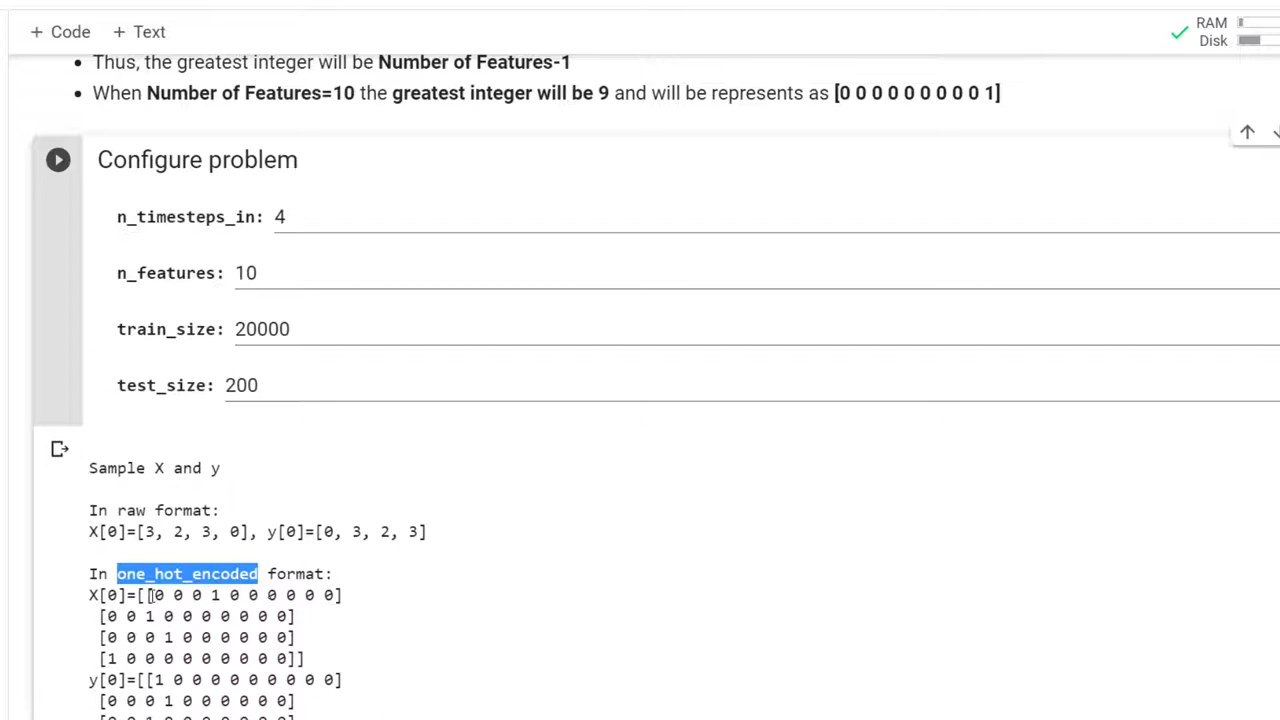 + Code + Text
RAM
Disk
• Thus, the greatest integer will be Number of Features-1
• When Number of Features=10 the greatest integer will be 9 and will be represents as [0 0 0 0 0 0 0 0 0 1]
Configure problem
n_timesteps_in: 4
n_features: 10
train_size: 20000
test_size: 200
Sample X and y
In raw format:
X[0]=[3, 2, 3, 0], y[0]=[0, 3, 2, 3]
In one_hot_encoded format:
X[0]=[[0 0 0 1 0 0 0 0 0 0]
[0 0 1 0 0 0 0 0 0 0]
[0 0 0 1 0 0 0 0 0 0]
[1 0 0 0 0 0 0 0 0 0]]
y[0]=[[1 0 0 0 0 0 0 0 0 0]
[0 0 0 1 0 0 0 0 0 0]